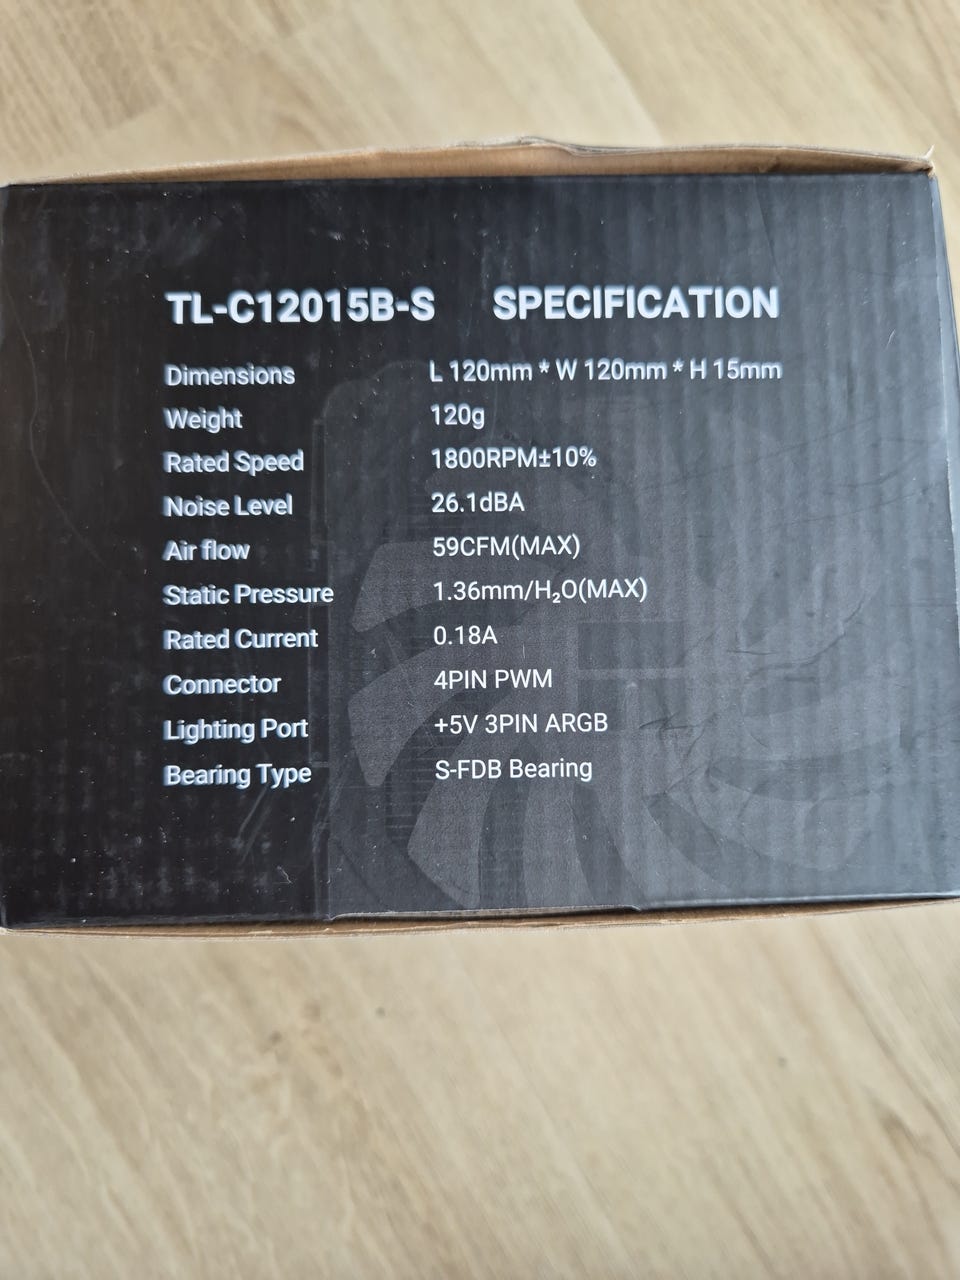 TL-C12015B-S SPECIFICATION
Dimensions L 120mm * W 120mm * H 15mm
Weight 120g
Rated Speed 1800RPM±10%
Noise Level 26.1dBA
Air flow 59CFM(MAX)
Static Pressure 1.36mm/H₂O(MAX)
Rated Current 0.18A
Connector 4PIN PWM
Lighting Port +5V 3PIN ARGB
Bearing Type S-FDB Bearing